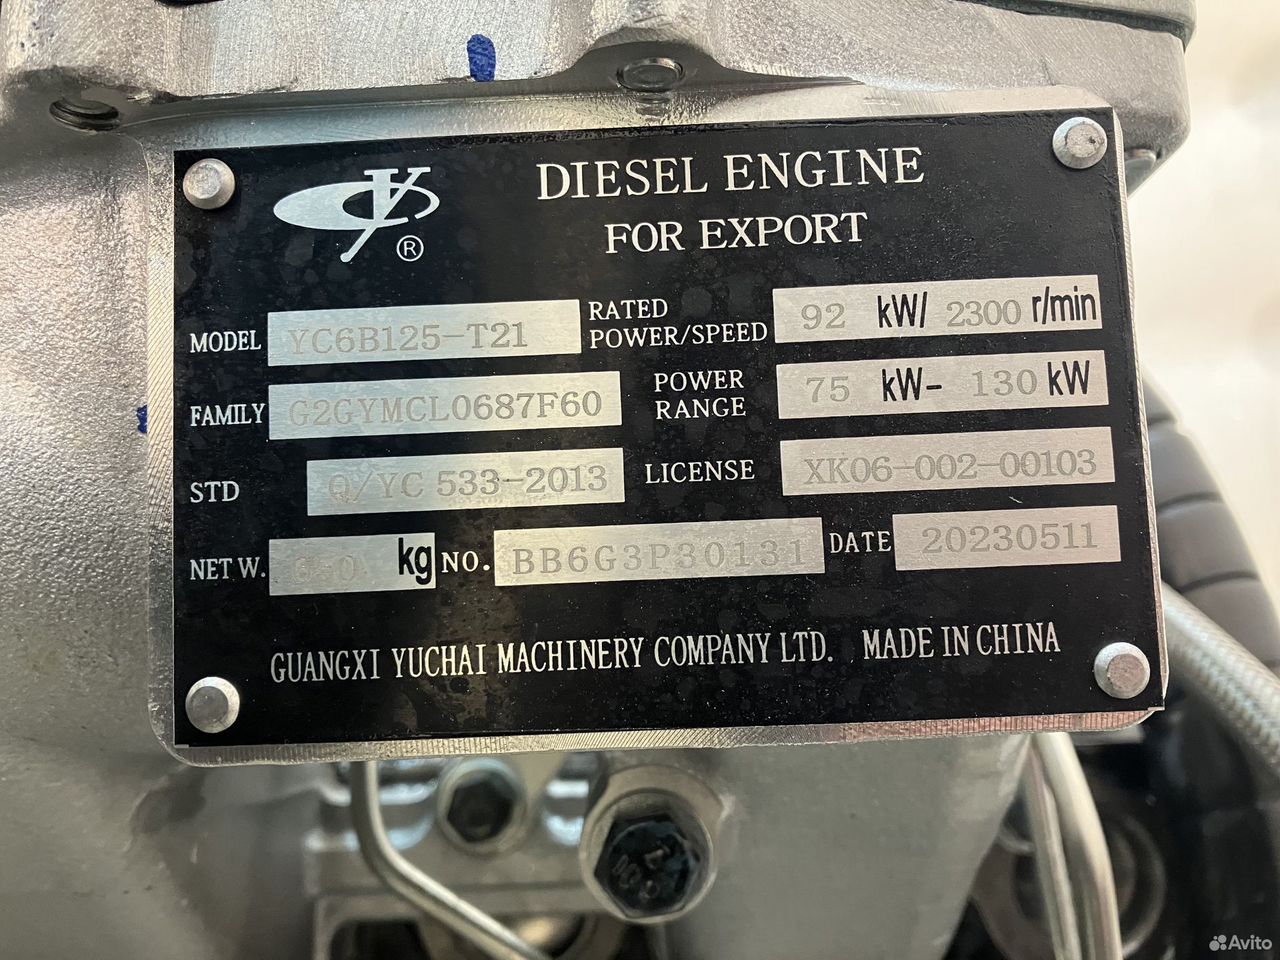 ®
DIESEL ENGINE
FOR EXPORT
MODEL YC6B125-T21 RATED POWER/SPEED 92 kW/ 2300 r/min
FAMILY G2GYMCL0687F60 POWER RANGE 75 kW- 130 kW
STD Q/YC 533-2013 LICENSE XK06-002-00103
NET W. kg NO. BB6G3P30131 DATE 20230511
GUANGXI YUCHAI MACHINERY COMPANY LTD. MADE IN CHINA
Avito